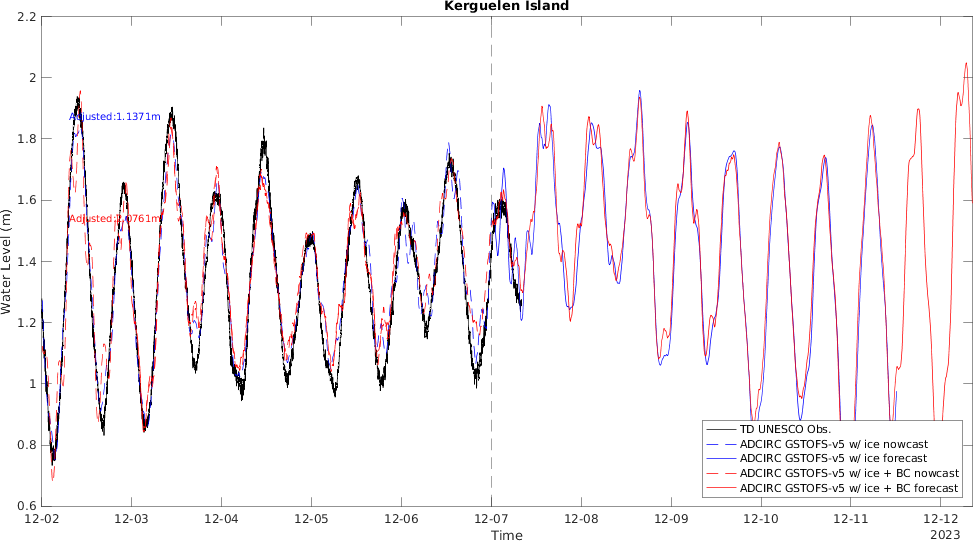 Kerguelen Island
2.2
2
1.8
1.6
1.4
1.2
1
0.8
0.6
Water Level (m)
Adjusted:1.1371m
Adjusted:2.0761m
TD UNESCO Obs.
ADCIRC GSTOFS-v5 w/ ice nowcast
ADCIRC GSTOFS-v5 w/ ice forecast
ADCIRC GSTOFS-v5 w/ ice + BC nowcast
ADCIRC GSTOFS-v5 w/ ice + BC forecast
12-02 12-03 12-04 12-05 12-06 12-07 12-08 12-09 12-10 12-11 12-12
Time
2023